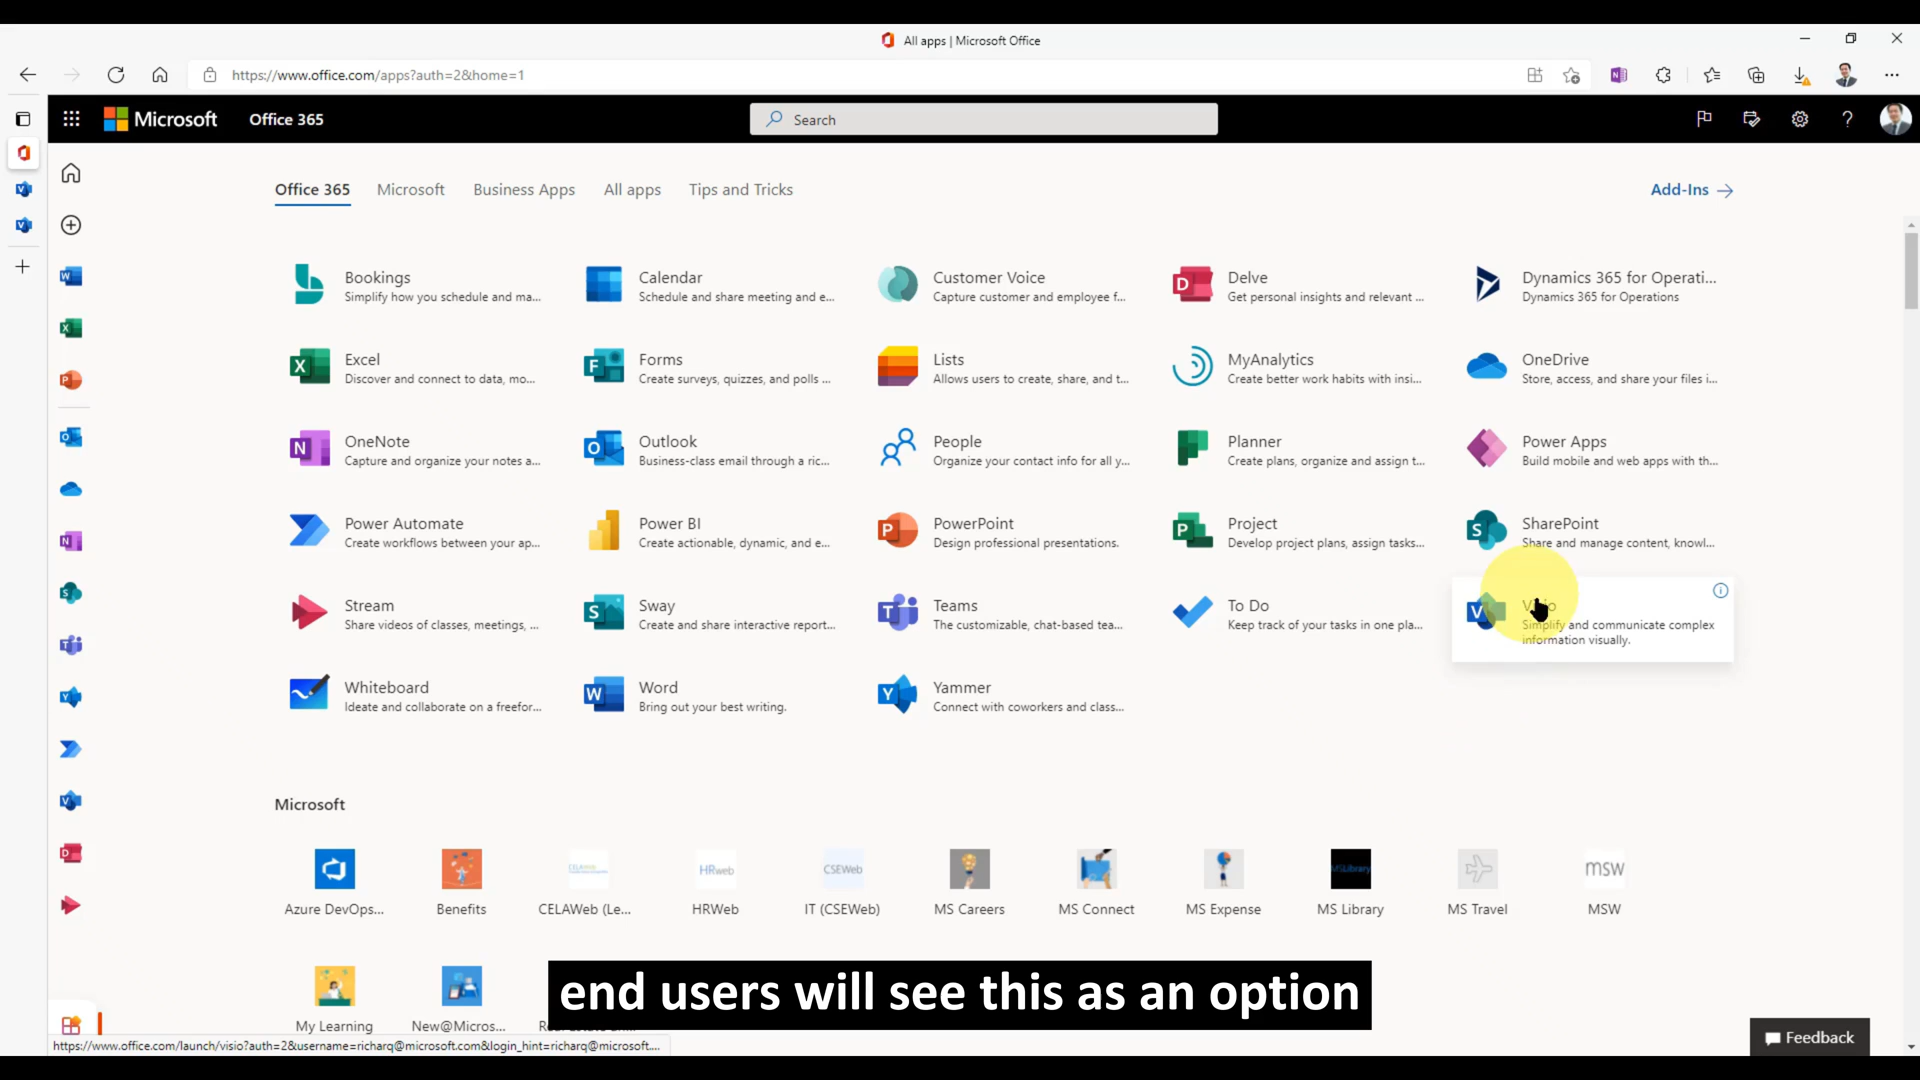 All apps | Microsoft Office
https://www.office.com/apps?auth=2&home=1
Microsoft Office 365 Search
Office 365 Microsoft Business Apps All apps Tips and Tricks Add-Ins
Bookings
Simplify how you schedule and ma...
Calendar
Schedule and share meeting and e...
Customer Voice
Capture customer and employee f...
Delve
Get personal insights and relevant ...
Dynamics 365 for Operati...
Dynamics 365 for Operations
Excel
Discover and connect to data, mo...
Forms
Create surveys, quizzes, and polls ...
Lists
Allows users to create, share, and t...
MyAnalytics
Create better work habits with insi...
OneDrive
Store, access, and share your files i...
OneNote
Capture and organize your notes a...
Outlook
Business-class email through a ric...
People
Organize your contact info for all y...
Planner
Create plans, organize and assign t...
Power Apps
Build mobile and web apps with th...
Power Automate
Create workflows between your ap...
Power BI
Create actionable, dynamic, and e...
PowerPoint
Design professional presentations.
Project
Develop project plans, assign tasks...
SharePoint
Share and manage content, knowl...
Stream
Share videos of classes, meetings, ...
Sway
Create and share interactive report...
Teams
The customizable, chat-based tea...
To Do
Keep track of your tasks in one pla...
Visio
Simplify and communicate complex
information visually.
Whiteboard
Ideate and collaborate on a freefor...
Word
Bring out your best writing.
Yammer
Connect with coworkers and class...
Microsoft
HRweb CSEWeb MSLibrary msw
Azure DevOps... Benefits CELAWeb (Le... HRWeb IT (CSEWeb) MS Careers MS Connect MS Expense MS Library MS Travel MSW
My Learning New@Micros...
end users will see this as an option
Feedback
https://www.office.com/launch/visio?auth=2&username=richarq@microsoft.com&login_hint=richarq@microsoft....